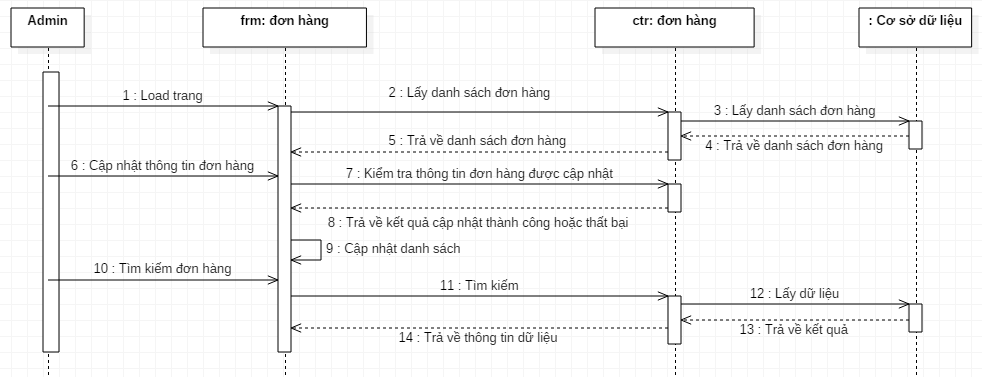 Admin
frm: đơn hàng
ctr: đơn hàng
: Cơ sở dữ liệu
1 : Load trang
2 : Lấy danh sách đơn hàng
3 : Lấy danh sách đơn hàng
4 : Trả về danh sách đơn hàng
5 : Trả về danh sách đơn hàng
6 : Cập nhật thông tin đơn hàng
7 : Kiểm tra thông tin đơn hàng được cập nhật
8 : Trả về kết quả cập nhật thành công hoặc thất bại
9 : Cập nhật danh sách
10 : Tìm kiếm đơn hàng
11 : Tìm kiếm
12 : Lấy dữ liệu
13 : Trả về kết quả
14 : Trả về thông tin dữ liệu